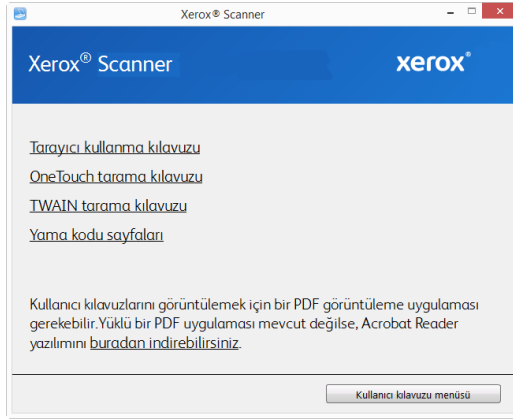 Xerox® Scanner
Xerox® Scanner
xerox®
Tarayıcı kullanma kılavuzu
OneTouch tarama kılavuzu
TWAIN tarama kılavuzu
Yama kodu sayfaları
Kullanıcı kılavuzlarını görüntülemek için bir PDF görüntüleme uygulaması
gerekebilir.Yüklü bir PDF uygulaması mevcut değilse, Acrobat Reader
yazılımını buradan indirebilirsiniz.
Kullanıcı kılavuzu menüsü